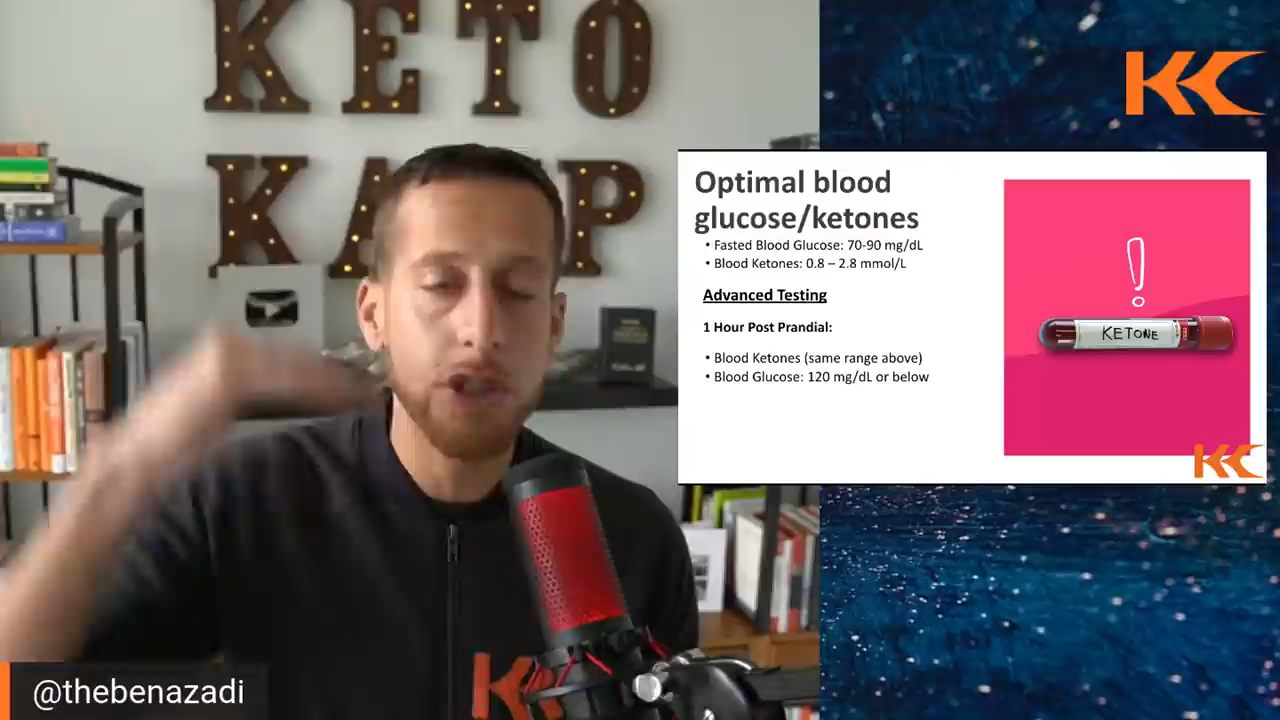 KETO
KAMP
KKC
Optimal blood
glucose/ketones
• Fasted Blood Glucose: 70-90 mg/dL
• Blood Ketones: 0.8 – 2.8 mmol/L
Advanced Testing
1 Hour Post Prandial:
• Blood Ketones (same range above)
• Blood Glucose: 120 mg/dL or below
!
KETONE
@thebenazadi